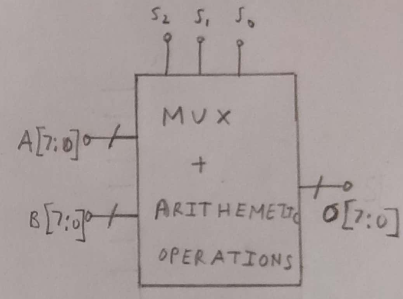 S₂ S₁ S₀
MUX
A[7:0]
+
B[7:0] ARITHEMETIC O[7:0]
OPERATIONS